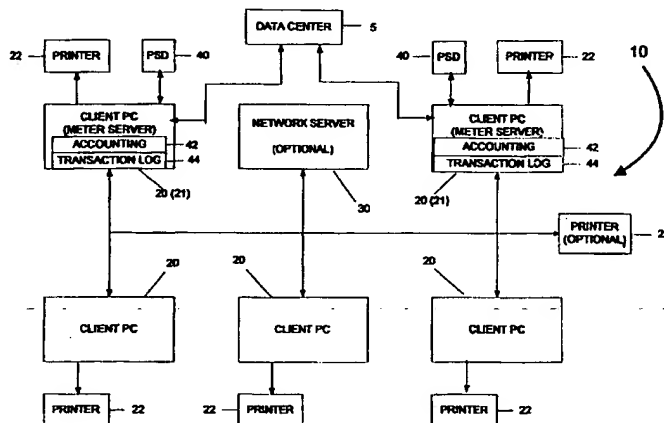 DATA CENTER 5
22 PRINTER PSD 40
40 PSD PRINTER 22
10
CLIENT PC
(METER SERVER)
ACCOUNTING 42
TRANSACTION LOG 44
20 (21)
NETWORK SERVER
(OPTIONAL)
30
CLIENT PC
(METER SERVER)
ACCOUNTING 42
TRANSACTION LOG 44
20 (21)
PRINTER
(OPTIONAL)
20 20 20
CLIENT PC CLIENT PC CLIENT PC
PRINTER 22 22 PRINTER PRINTER 22